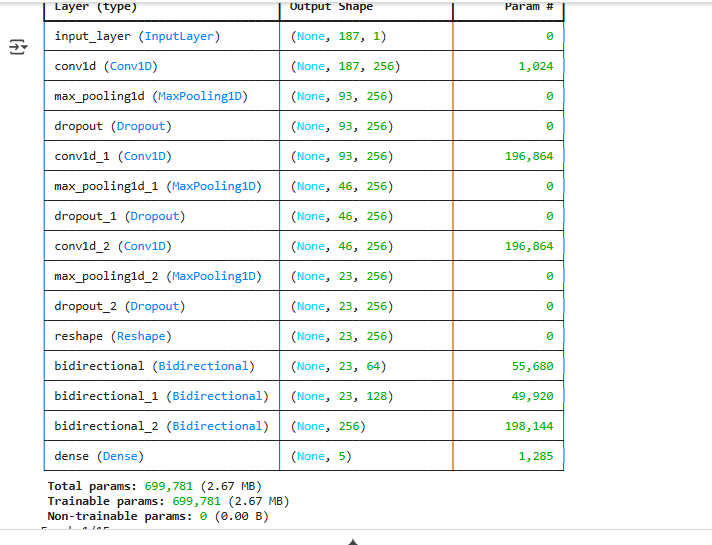 Layer (type) Output Shape Param #
input_layer (InputLayer) (None, 187, 1) 0
conv1d (Conv1D) (None, 187, 256) 1,024
max_pooling1d (MaxPooling1D) (None, 93, 256) 0
dropout (Dropout) (None, 93, 256) 0
conv1d_1 (Conv1D) (None, 93, 256) 196,864
max_pooling1d_1 (MaxPooling1D) (None, 46, 256) 0
dropout_1 (Dropout) (None, 46, 256) 0
conv1d_2 (Conv1D) (None, 46, 256) 196,864
max_pooling1d_2 (MaxPooling1D) (None, 23, 256) 0
dropout_2 (Dropout) (None, 23, 256) 0
reshape (Reshape) (None, 23, 256) 0
bidirectional (Bidirectional) (None, 23, 64) 55,680
bidirectional_1 (Bidirectional) (None, 23, 128) 49,920
bidirectional_2 (Bidirectional) (None, 256) 198,144
dense (Dense) (None, 5) 1,285
Total params: 699,781 (2.67 MB)
Trainable params: 699,781 (2.67 MB)
Non-trainable params: 0 (0.00 B)